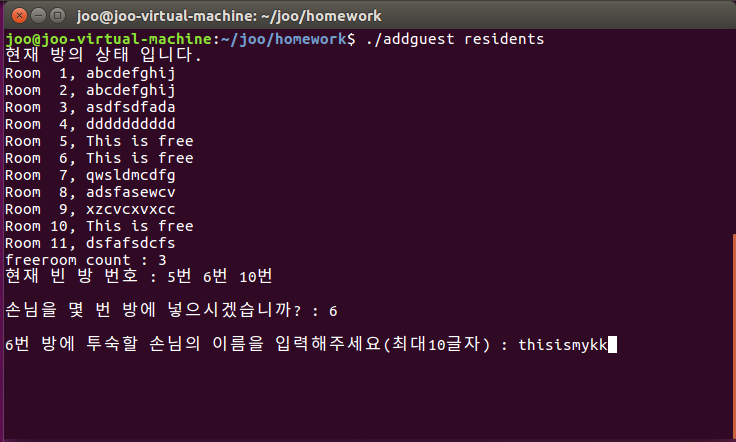 joo@joo-virtual-machine: ~/joo/homework
joo@joo-virtual-machine:~/joo/homework$ ./addguest residents
현재 방의 상태 입니다.
Room  1, abcdefghij
Room  2, abcdefghij
Room  3, asdfsdfada
Room  4, dddddddddd
Room  5, This is free
Room  6, This is free
Room  7, qwsldmcdfg
Room  8, adsfasewcv
Room  9, xzcvcxvxcc
Room 10, This is free
Room 11, dsfafsdcfs
freeroom count : 3
현재 빈 방 번호 : 5번 6번 10번
손님을 몇 번 방에 넣으시겠습니까? : 6
6번 방에 투숙할 손님의 이름을 입력해주세요(최대10글자) : thisismykk